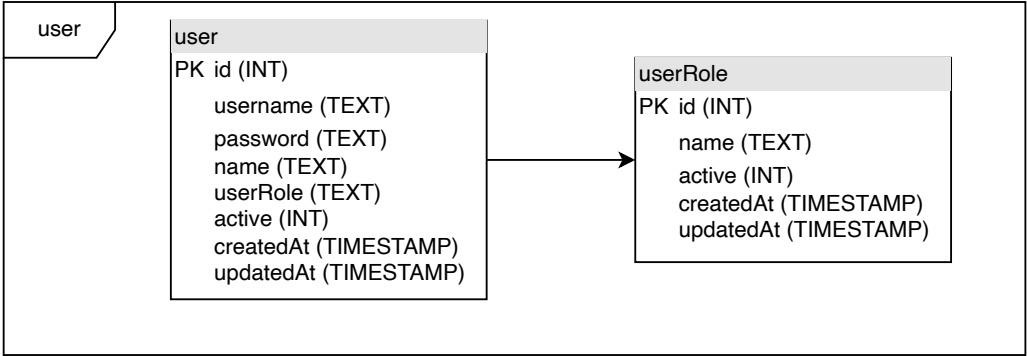 user
user
PK id (INT)
username (TEXT)
password (TEXT)
name (TEXT)
userRole (TEXT)
active (INT)
createdAt (TIMESTAMP)
updatedAt (TIMESTAMP)
userRole
PK id (INT)
name (TEXT)
active (INT)
createdAt (TIMESTAMP)
updatedAt (TIMESTAMP)